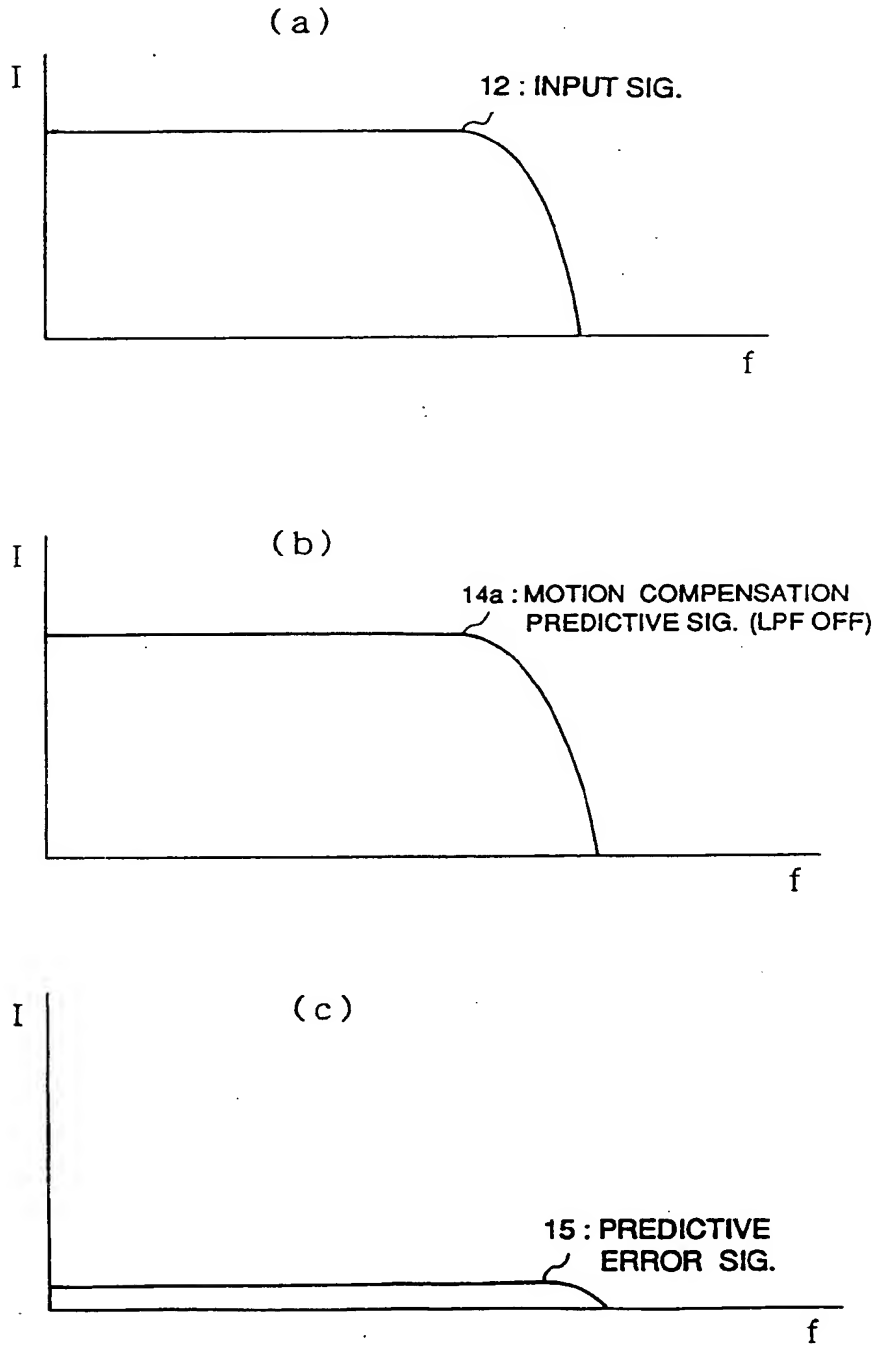 (a)
I
12 : INPUT SIG.
f
(b)
I
14a : MOTION COMPENSATION
PREDICTIVE SIG. (LPF OFF)
f
(c)
I
15 : PREDICTIVE
ERROR SIG.
f